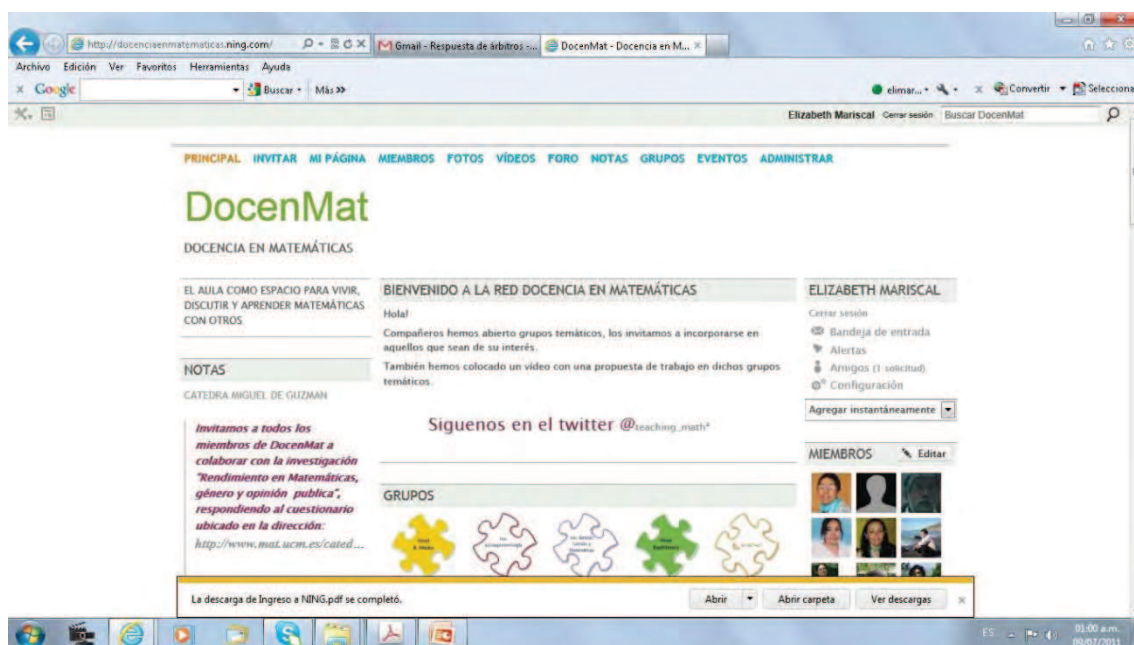 http://docenciaenmatematicas.ning.com/
Gmail - Respuesta de árbitros -...
DocenMat - Docencia en M...
Archivo Edición Ver Favoritos Herramientas Ayuda
x Google Buscar Más >>
elimar... Convertir Selecciona
Elizabeth Mariscal Cerrar sesión Buscar DocenMat
PRINCIPAL INVITAR MI PÁGINA MIEMBROS FOTOS VÍDEOS FORO NOTAS GRUPOS EVENTOS ADMINISTRAR
DocenMat
DOCENCIA EN MATEMÁTICAS
EL AULA COMO ESPACIO PARA VIVIR,
DISCUTIR Y APRENDER MATEMÁTICAS
CON OTROS
NOTAS
CATEDRA MIGUEL DE GUZMAN
Invitamos a todos los
miembros de DocenMat a
colaborar con la investigación
"Rendimiento en Matemáticas,
género y opinión publica",
respondiendo al cuestionario
ubicado en la dirección:
http://www.mat.ucm.es/cated...
BIENVENIDO A LA RED DOCENCIA EN MATEMÁTICAS
Hola!
Compañeros hemos abierto grupos temáticos, los invitamos a incorporarse en
aquellos que sean de su interés.
También hemos colocado un vídeo con una propuesta de trabajo en dichos grupos
temáticos.
Siguenos en el twitter @teaching_math*
GRUPOS
ELIZABETH MARISCAL
Cerrar sesión
Bandeja de entrada
Alertas
Amigos (1 solicitud)
Configuración
Agregar instantáneamente
MIEMBROS Editar
La descarga de Ingreso a NING.pdf se completó.
Abrir Abrir carpeta Ver descargas x
ES
01:00 a.m.
09/07/2011